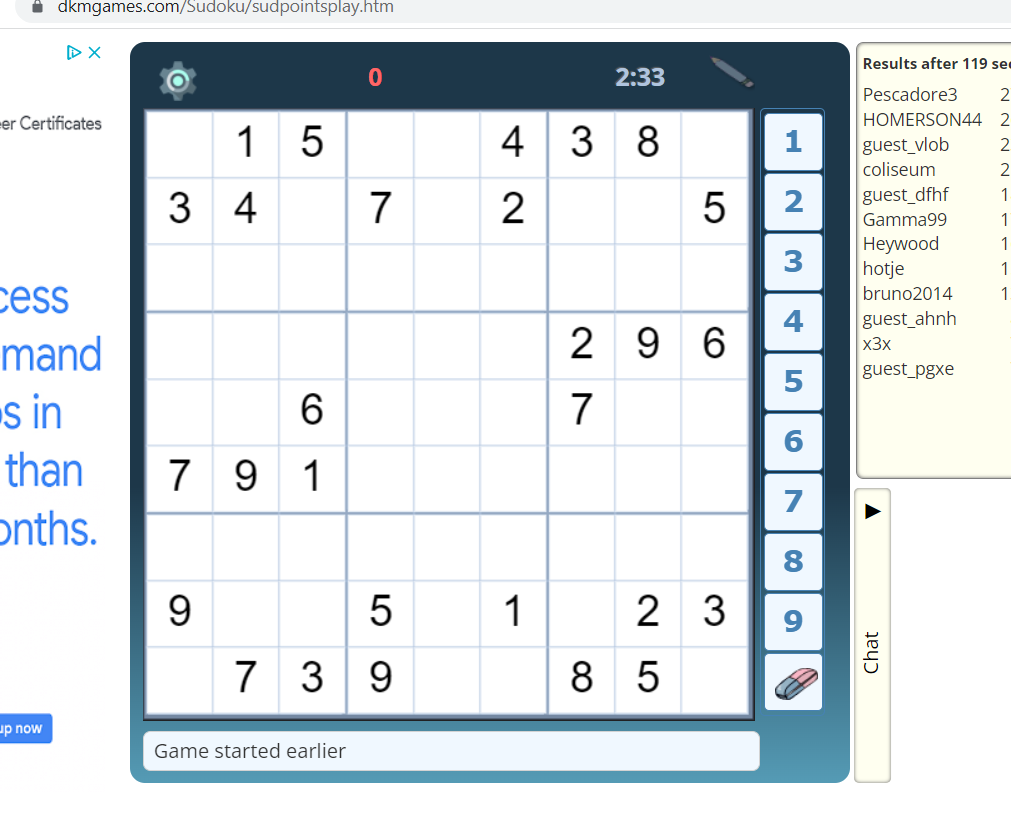 dkmgames.com/Sudoku/sudpointsplay.htm
er Certificates
cess
mand
s in
than
onths.
up now
0 2:33
1 5 4 3 8
3 4 7 2 5
2 9 6
6 7
7 9 1
9 5 1 2 3
7 3 9 8 5
1
2
3
4
5
6
7
8
9
Game started earlier
Results after 119 sec
Pescadore3 2
HOMERSON44 2
guest_vlob 2
coliseum 2
guest_dfhf 1
Gamma99 1
Heywood 1
hotje 1
bruno2014 1
guest_ahnh
x3x
guest_pgxe
Chat